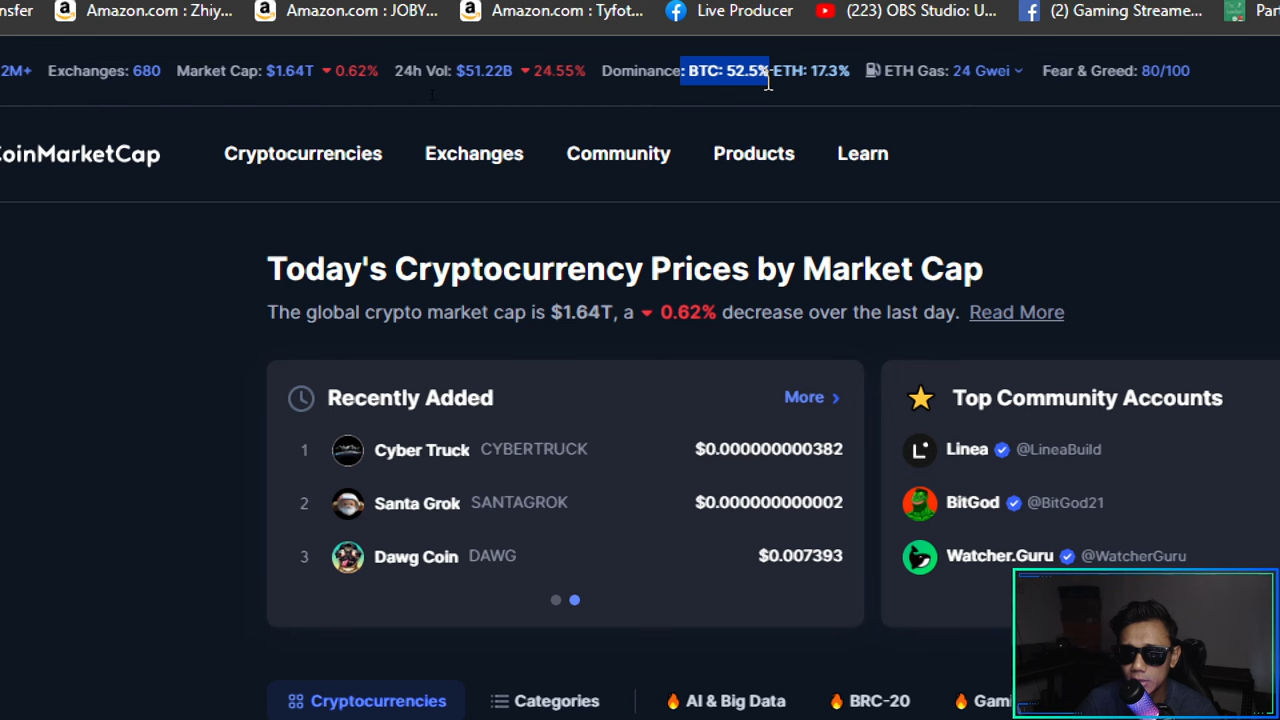 nsfer Amazon.com : Zhiy... Amazon.com : JOBY... Amazon.com : Tyfot... Live Producer (223) OBS Studio: U... (2) Gaming Streame... Part
2M+ Exchanges: 680 Market Cap: $1.64T 0.62% 24h Vol: $51.22B 24.55% Dominance: BTC: 52.5% ETH: 17.3% ETH Gas: 24 Gwei Fear & Greed: 80/100
CoinMarketCap Cryptocurrencies Exchanges Community Products Learn
Today's Cryptocurrency Prices by Market Cap
The global crypto market cap is $1.64T, a 0.62% decrease over the last day. Read More
Recently Added More
1 Cyber Truck CYBERTRUCK $0.000000000382
2 Santa Grok SANTAGROK $0.000000000002
3 Dawg Coin DAWG $0.007393
Top Community Accounts
Linea @LineaBuild
BitGod @BitGod21
Watcher.Guru @WatcherGuru
Cryptocurrencies Categories AI & Big Data BRC-20 Gami